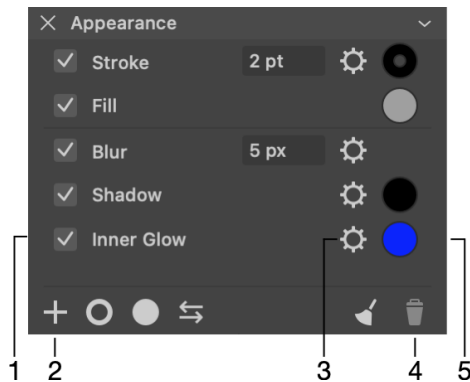 Appearance
Stroke 2 pt
Fill
Blur 5 px
Shadow
Inner Glow
1 2 3 4 5